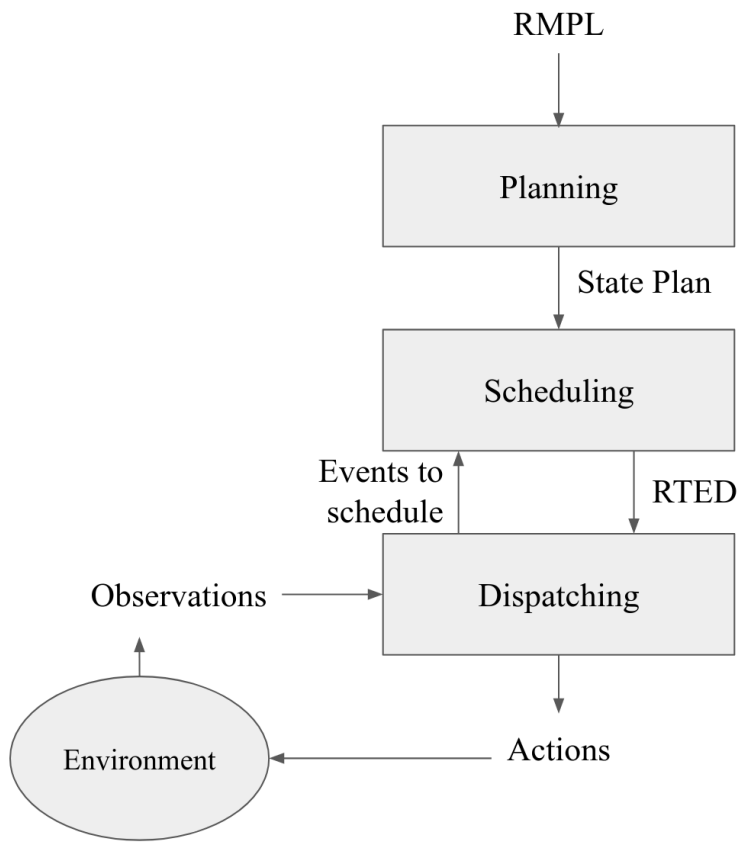 RMPL
Planning
State Plan
Scheduling
Events to
schedule
RTED
Observations
Dispatching
Environment
Actions